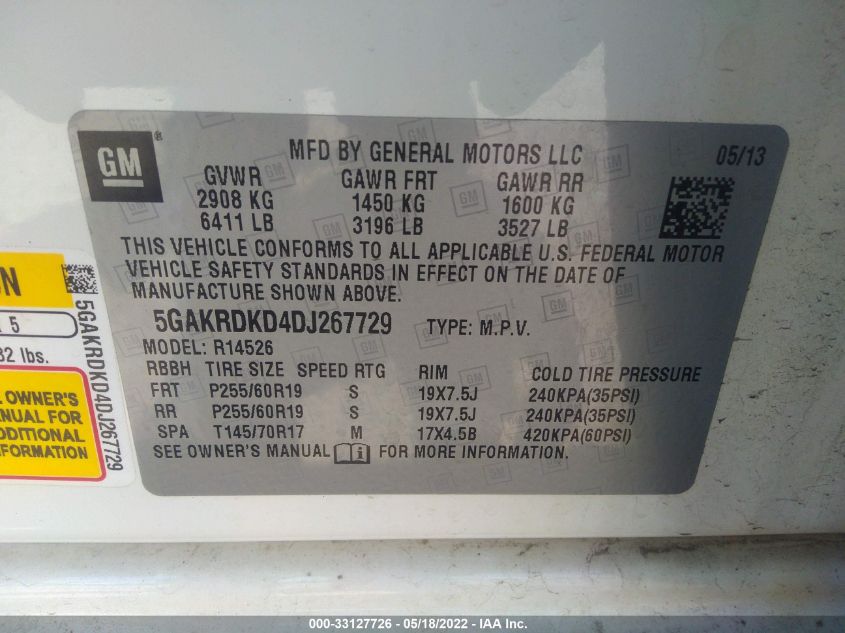 GM
MFD BY GENERAL MOTORS LLC 05/13
GVWR GAWR FRT GAWR RR
2908 KG 1450 KG 1600 KG
6411 LB 3196 LB 3527 LB
THIS VEHICLE CONFORMS TO ALL APPLICABLE U.S. FEDERAL MOTOR
VEHICLE SAFETY STANDARDS IN EFFECT ON THE DATE OF
MANUFACTURE SHOWN ABOVE.
5GAKRDKD4DJ267729 TYPE: M.P.V.
MODEL: R14526
RBBH TIRE SIZE SPEED RTG RIM COLD TIRE PRESSURE
FRT P255/60R19 S 19X7.5J 240KPA(35PSI)
RR P255/60R19 S 19X7.5J 240KPA(35PSI)
SPA T145/70R17 M 17X4.5B 420KPA(60PSI)
SEE OWNER'S MANUAL FOR MORE INFORMATION.
5
lbs.
OWNER'S
MANUAL FOR
INFORMATION
5GAKRDKD4DJ267729
000-33127726 - 05/18/2022 - IAA Inc.